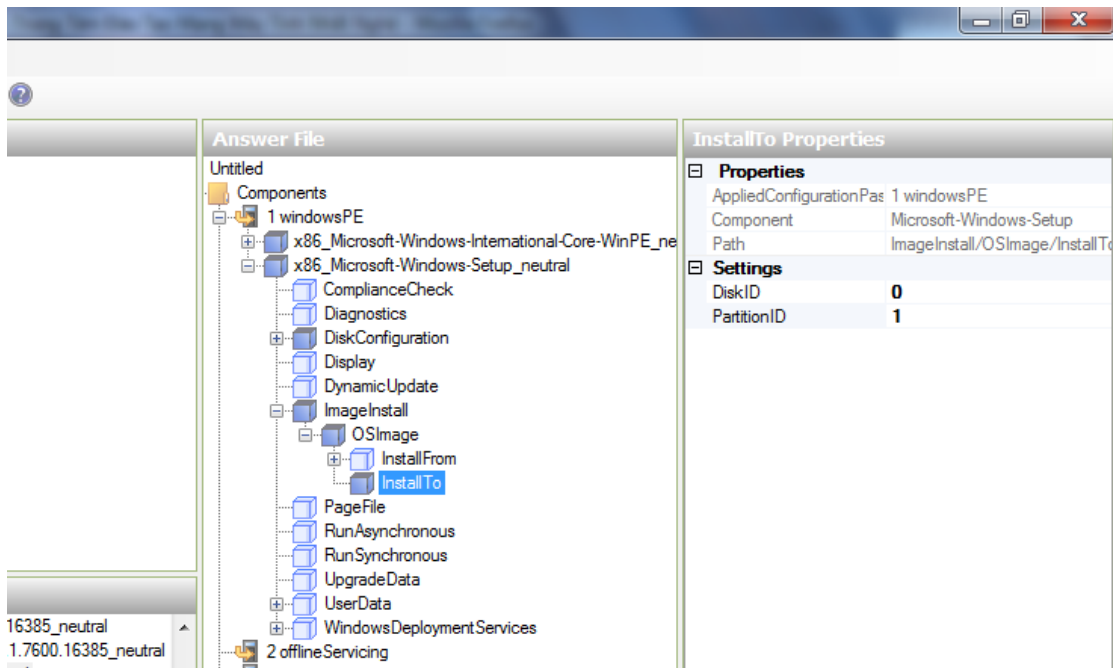 Answer File
Untitled
Components
1 windowsPE
x86_Microsoft-Windows-International-Core-WinPE_ne
x86_Microsoft-Windows-Setup_neutral
ComplianceCheck
Diagnostics
DiskConfiguration
Display
DynamicUpdate
ImageInstall
OSImage
InstallFrom
InstallTo
PageFile
RunAsynchronous
RunSynchronous
UpgradeData
UserData
WindowsDeploymentServices
2 offlineServicing
InstallTo Properties
Properties
AppliedConfigurationPas 1 windowsPE
Component Microsoft-Windows-Setup
Path ImageInstall/OSImage/InstallTo
Settings
DiskID 0
PartitionID 1
16385_neutral
1.7600.16385_neutral